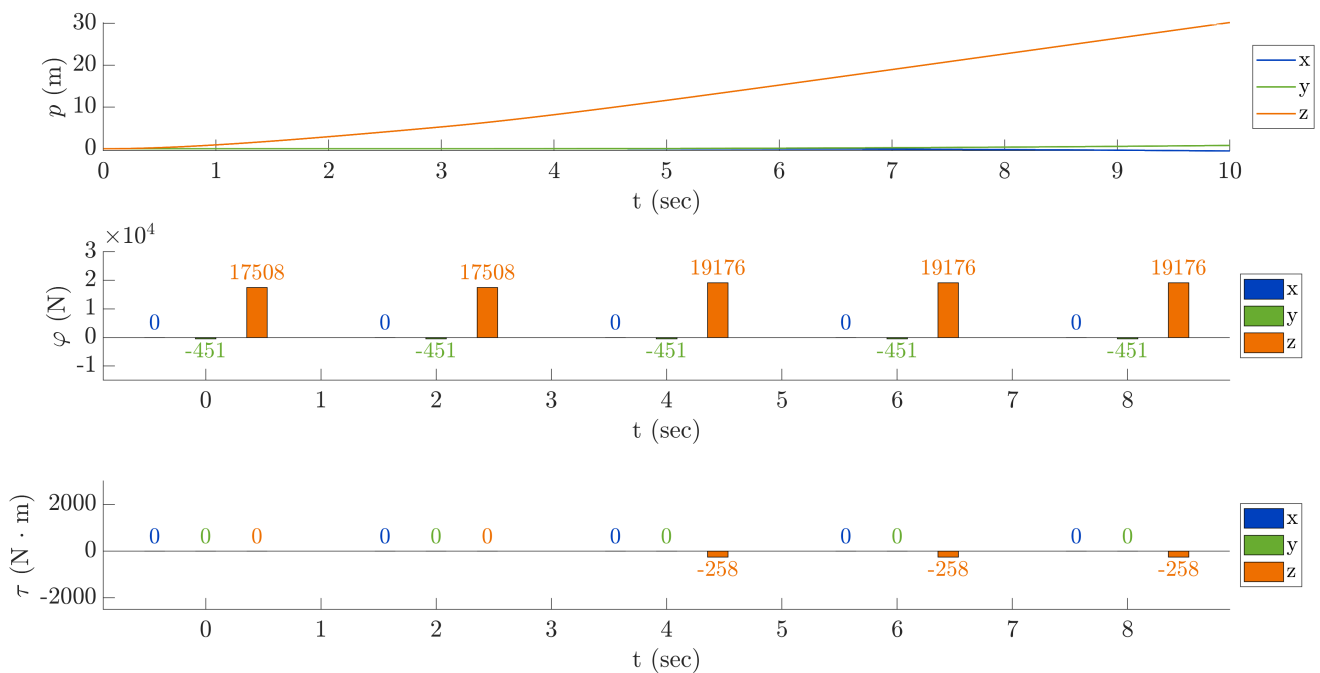 30
20
10
0
p (m)
0 1 2 3 4 5 6 7 8 9 10
t (sec)
x
y
z
×10⁴
3
2
1
0
-1
φ (N)
0 -451 17508 0 -451 17508 0 -451 19176 0 -451 19176 0 -451 19176
0 1 2 3 4 5 6 7 8
t (sec)
x
y
z
2000
0
-2000
τ (N · m)
0 0 0 0 0 0 0 0 -258 0 0 -258 0 0 -258
0 1 2 3 4 5 6 7 8
t (sec)
x
y
z